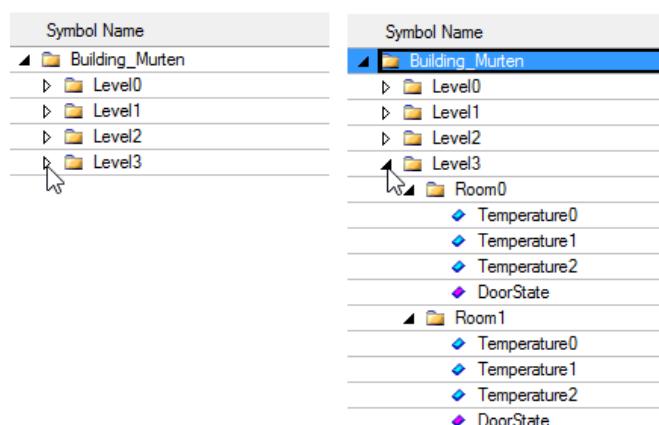 Symbol Name
Building_Murten
Level0
Level1
Level2
Level3
Symbol Name
Building_Murten
Level0
Level1
Level2
Level3
Room0
Temperature0
Temperature1
Temperature2
DoorState
Room1
Temperature0
Temperature1
Temperature2
DoorState